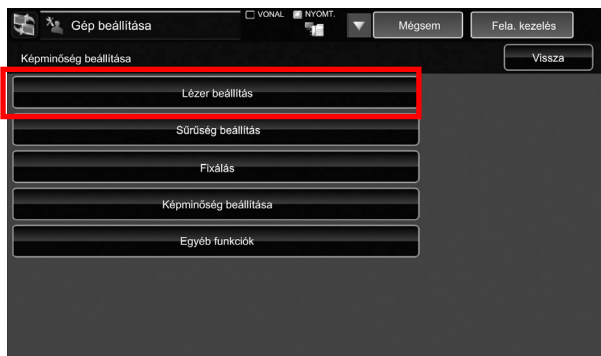 Gép beállítása
VONAL
NYOMT.
Mégsem
Fela. kezelés
Képminőség beállítása
Vissza
Lézer beállítás
Sűrűség beállítás
Fixálás
Képminőség beállítása
Egyéb funkciók